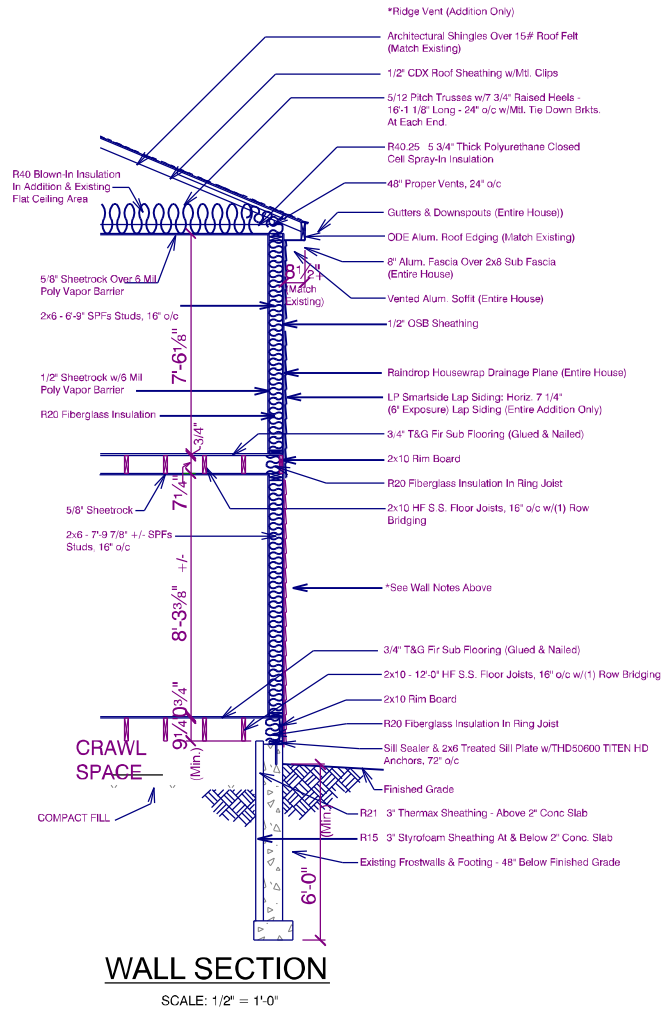 *Ridge Vent (Addition Only)
Architectural Shingles Over 15# Roof Felt
(Match Existing)
1/2" CDX Roof Sheathing w/Mtl. Clips
5/12 Pitch Trusses w/7 3/4" Raised Heels -
16'-1 1/8" Long - 24" o/c w/Mtl. Tie Down Brkts.
At Each End.
R40.25 5 3/4" Thick Polyurethane Closed
Cell Spray-In Insulation
R40 Blown-In Insulation
In Addition & Existing
Flat Ceiling Area
48" Proper Vents, 24" o/c
Gutters & Downspouts (Entire House))
ODE Alum. Roof Edging (Match Existing)
8" Alum. Fascia Over 2x8 Sub Fascia
(Entire House)
8 1/2"
(Match
Existing)
Vented Alum. Soffit (Entire House)
5/8" Sheetrock Over 6 Mil
Poly Vapor Barrier
2x6 - 6'-9" SPFs Studs, 16" o/c
1/2" OSB Sheathing
7'-6 1/8"
1/2" Sheetrock w/6 Mil
Poly Vapor Barrier
Raindrop Housewrap Drainage Plane (Entire House)
LP Smartside Lap Siding: Horiz. 7 1/4"
(6" Exposure) Lap Siding (Entire Addition Only)
R20 Fiberglass Insulation
3/4"
3/4" T&G Fir Sub Flooring (Glued & Nailed)
2x10 Rim Board
R20 Fiberglass Insulation In Ring Joist
7 1/4"
5/8" Sheetrock
2x10 HF S.S. Floor Joists, 16" o/c w/(1) Row
Bridging
2x6 - 7'-9 7/8" +/- SPFs
Studs, 16" o/c
8'-3 3/8" +/-
*See Wall Notes Above
3/4" T&G Fir Sub Flooring (Glued & Nailed)
2x10 - 12'-0" HF S.S. Floor Joists, 16" o/c w/(1) Row Bridging
2x10 Rim Board
R20 Fiberglass Insulation In Ring Joist
9 1/4"
0 3/4"
(Min.)
CRAWL
SPACE
Sill Sealer & 2x6 Treated Sill Plate w/THD50600 TITEN HD
Anchors, 72" o/c
Finished Grade
COMPACT FILL
R21 3" Thermax Sheathing - Above 2" Conc Slab
R15 3" Styrofoam Sheathing At & Below 2" Conc. Slab
Existing Frostwalls & Footing - 48" Below Finished Grade
6'-0"
(Min.)
WALL SECTION
SCALE: 1/2" = 1'-0"